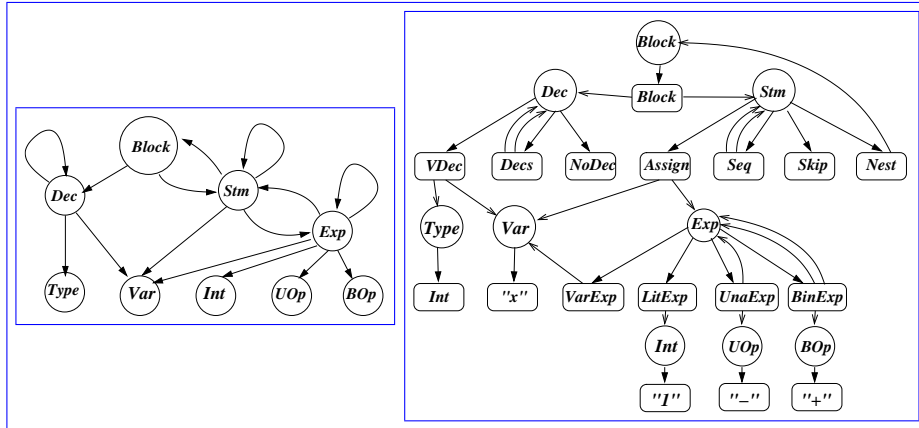 Block
Dec
Stm
Exp
Type
Var
Int
UOp
BOp
Block
Dec
Block
Stm
VDec
Decs
NoDec
Assign
Seq
Skip
Nest
Type
Var
Exp
Int
"x"
VarExp
LitExp
UnaExp
BinExp
Int
UOp
BOp
"1"
"−"
"+"